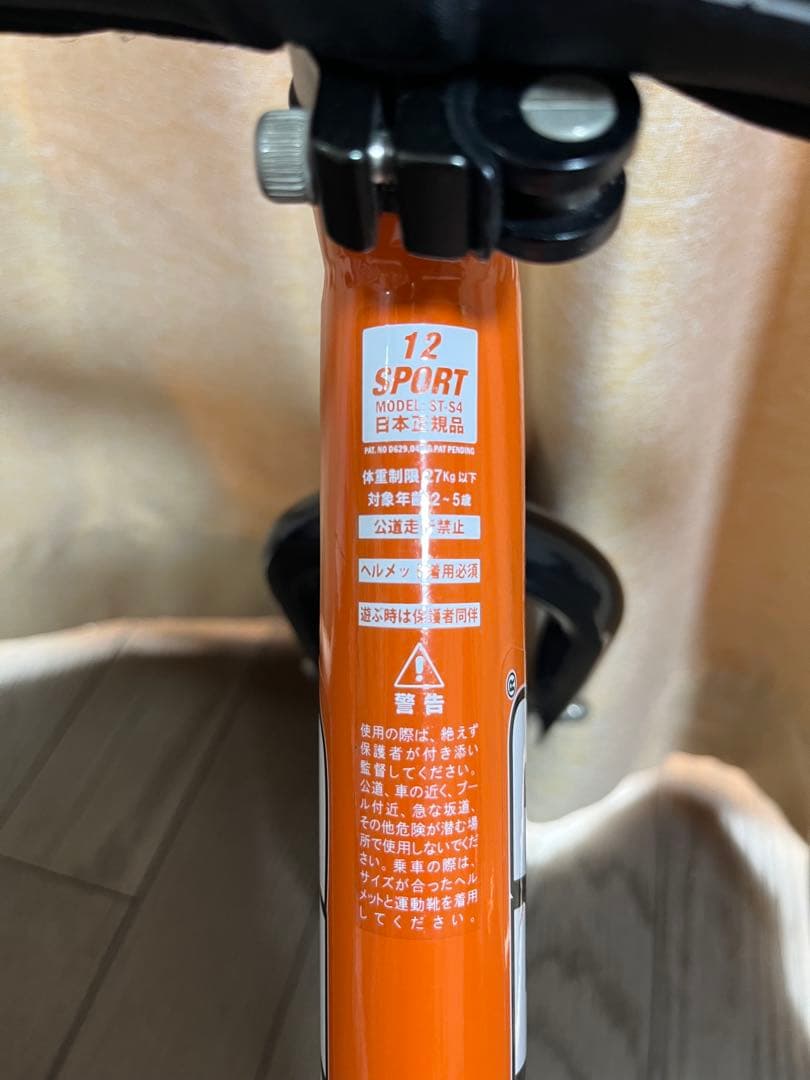 12
SPORT
MODEL: ST-S4
日本正規品
PAT. NO D629,04 & PAT PENDING
体重制限 27Kg 以下
対象年齢 2～5歳
公道走行禁止
ヘルメット着用必須
遊ぶ時は保護者同伴
警告
使用の際は、絶えず
保護者が付き添い
監督してください。
公道、車の近く、プー
ル付近、急な坂道、
その他危険が潜む場
所で使用しないでくだ
さい。乗車の際は、
サイズが合ったヘル
メットと運動靴を着用
してください。
®